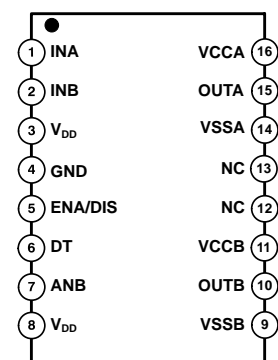 1 INA VCCA 16
2 INB OUTA 15
3 VDD VSSA 14
4 GND NC 13
5 ENA/DIS NC 12
6 DT VCCB 11
7 ANB OUTB 10
8 VDD VSSB 9